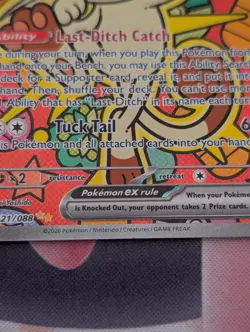 Ability Last-Ditch Catch
e during your turn, when you play this Pokémon from
hand onto your Bench, you may use this Ability. Search
deck for a Supporter card, reveal it, and put it into
hand. Then, shuffle your deck. You can't use more
1 Ability that has "Last-Ditch" in its name each turn
Tuck Tail 6
is Pokémon and all attached cards into your hand
×2 resistance retreat
Pokémon ex rule
When your Pokémo
is Knocked Out, your opponent takes 2 Prize cards.
21/088
©2026 Pokémon / Nintendo / Creatures / GAME FREAK